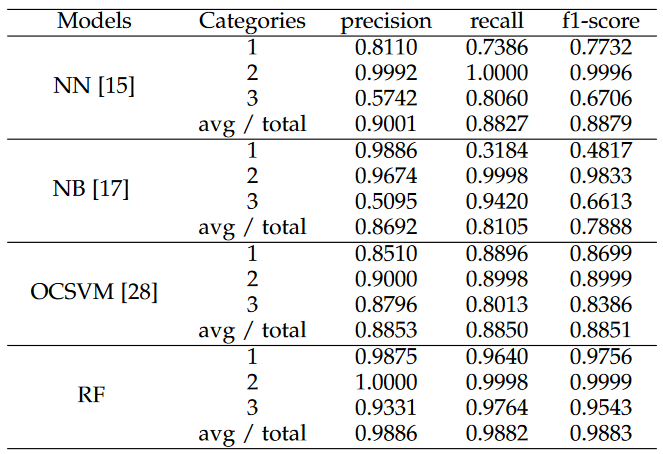 Models Categories precision recall f1-score
1 0.8110 0.7386 0.7732
2 0.9992 1.0000 0.9996
NN [15]
3 0.5742 0.8060 0.6706
avg / total 0.9001 0.8827 0.8879
1 0.9886 0.3184 0.4817
2 0.9674 0.9998 0.9833
NB [17]
3 0.5095 0.9420 0.6613
avg / total 0.8692 0.8105 0.7888
1 0.8510 0.8896 0.8699
2 0.9000 0.8998 0.8999
OCSVM [28]
3 0.8796 0.8013 0.8386
avg / total 0.8853 0.8850 0.8851
1 0.9875 0.9640 0.9756
2 1.0000 0.9998 0.9999
RF
3 0.9331 0.9764 0.9543
avg / total 0.9886 0.9882 0.9883